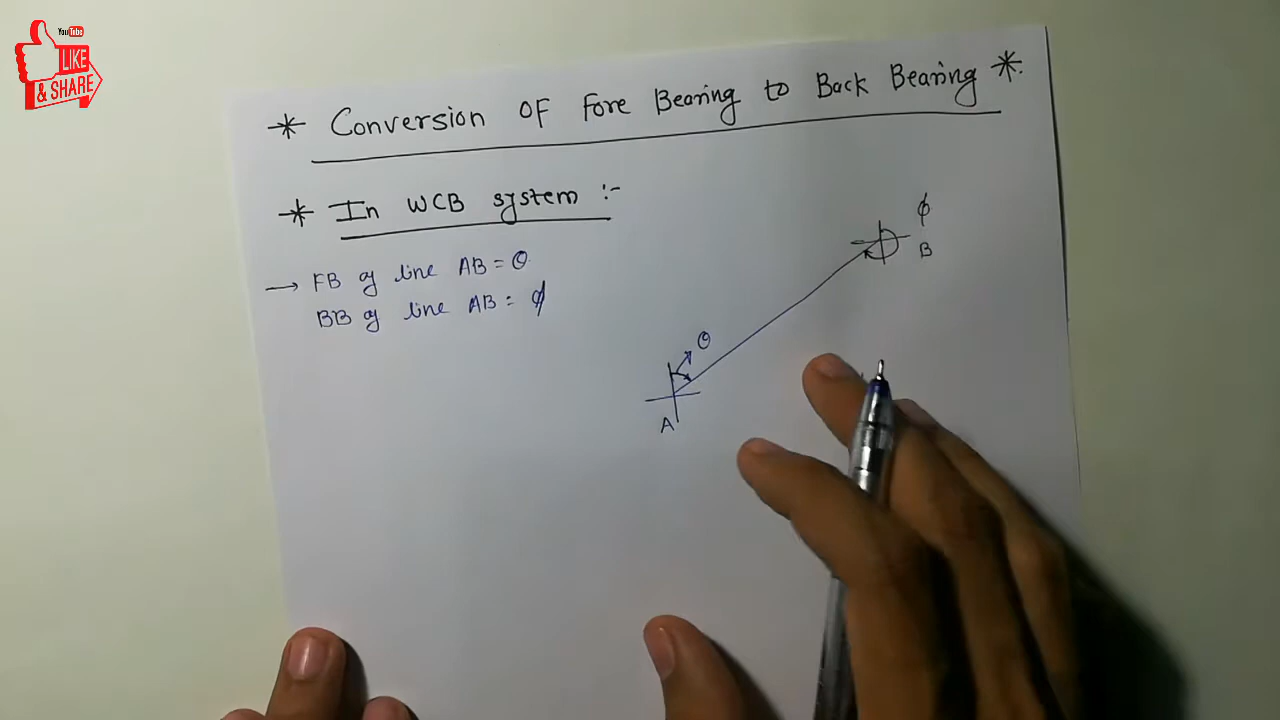 YouTube
LIKE
& SHARE
* Conversion OF Fore Bearing to Back Bearing *
* In WCB system :-
→ FB of line AB = θ
BB of line AB = ϕ
ϕ
B
θ
A